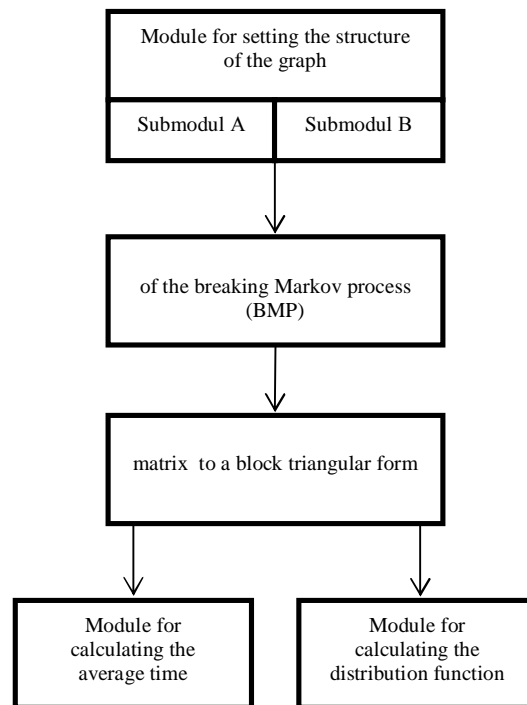 Module for setting the structure
of the graph
Submodul A
Submodul B
of the breaking Markov process
(BMP)
matrix to a block triangular form
Module for
calculating the
average time
Module for
calculating the
distribution function